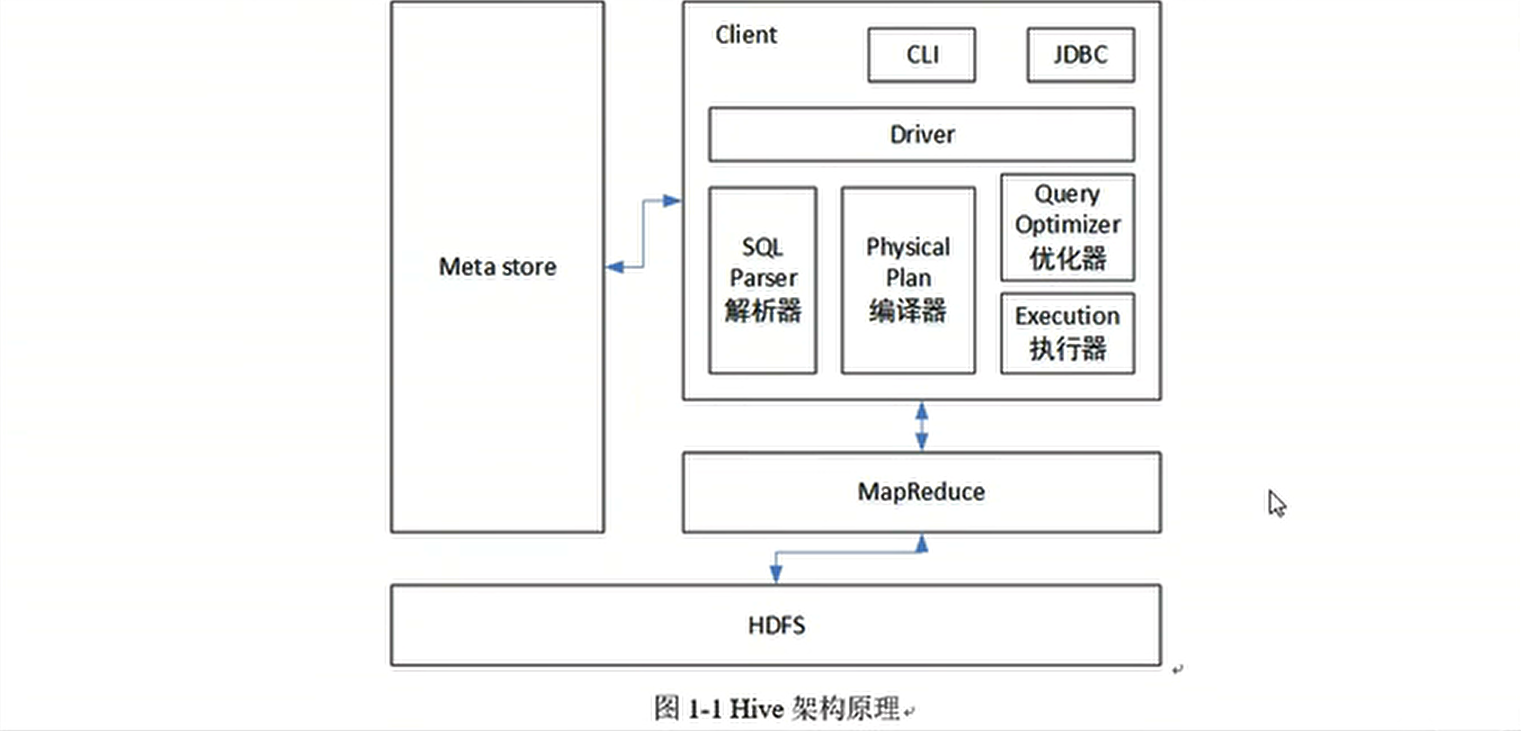 Client
CLI
JDBC
Driver
Meta store
SQL
Parser
解析器
Physical
Plan
编译器
Query
Optimizer
优化器
Execution
执行器
MapReduce
HDFS
图 1-1 Hive 架构原理